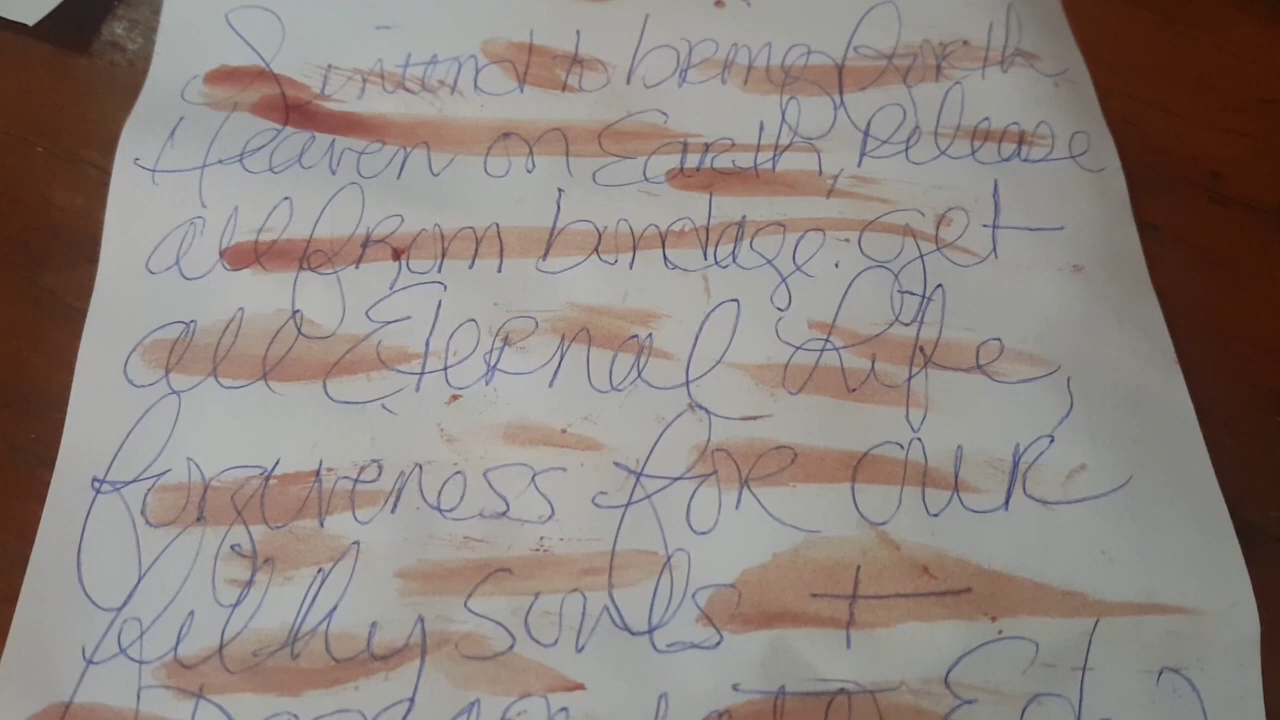 I intend to bring forth
Heaven on Earth, Release
all from bondage. get
all Eternal Life,
forgiveness for our
filthy souls +